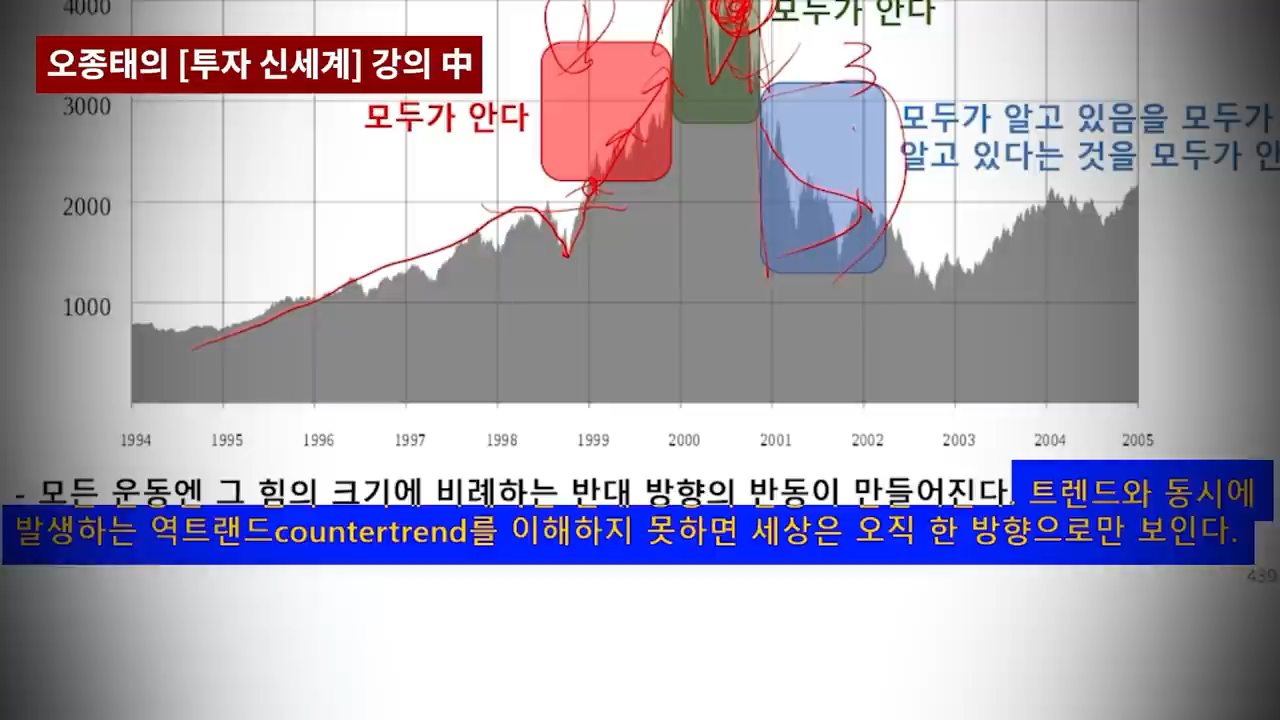 4000
모두가 안다
오종태의 [투자 신세계] 강의 中
3
3000
모두가 안다
모두가 알고 있음을 모두가
알고 있다는 것을 모두가 안
2000
1000
1994 1995 1996 1997 1998 1999 2000 2001 2002 2003 2004 2005
- 모든 운동엔 그 힘의 크기에 비례하는 반대 방향의 반동이 만들어진다. 트렌드와 동시에
발생하는 역트랜드countertrend를 이해하지 못하면 세상은 오직 한 방향으로만 보인다.
439